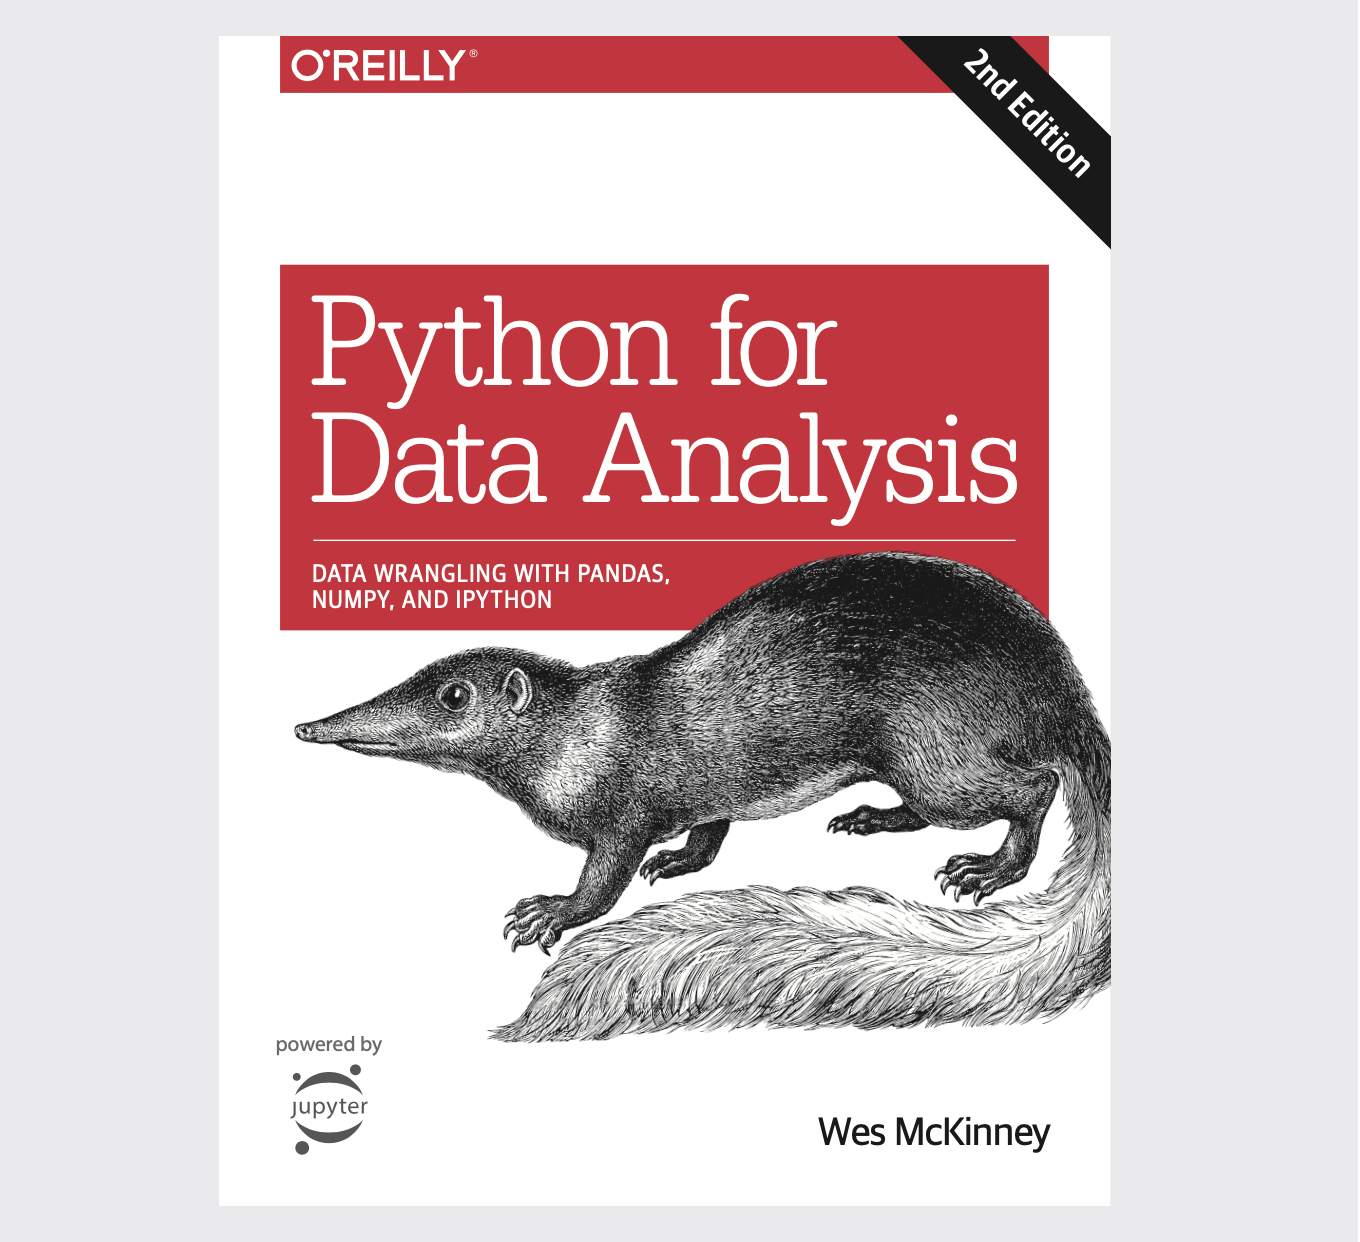 O'REILLY®
2nd Edition
Python for
Data Analysis
DATA WRANGLING WITH PANDAS,
NUMPY, AND IPYTHON
powered by
jupyter
Wes McKinney